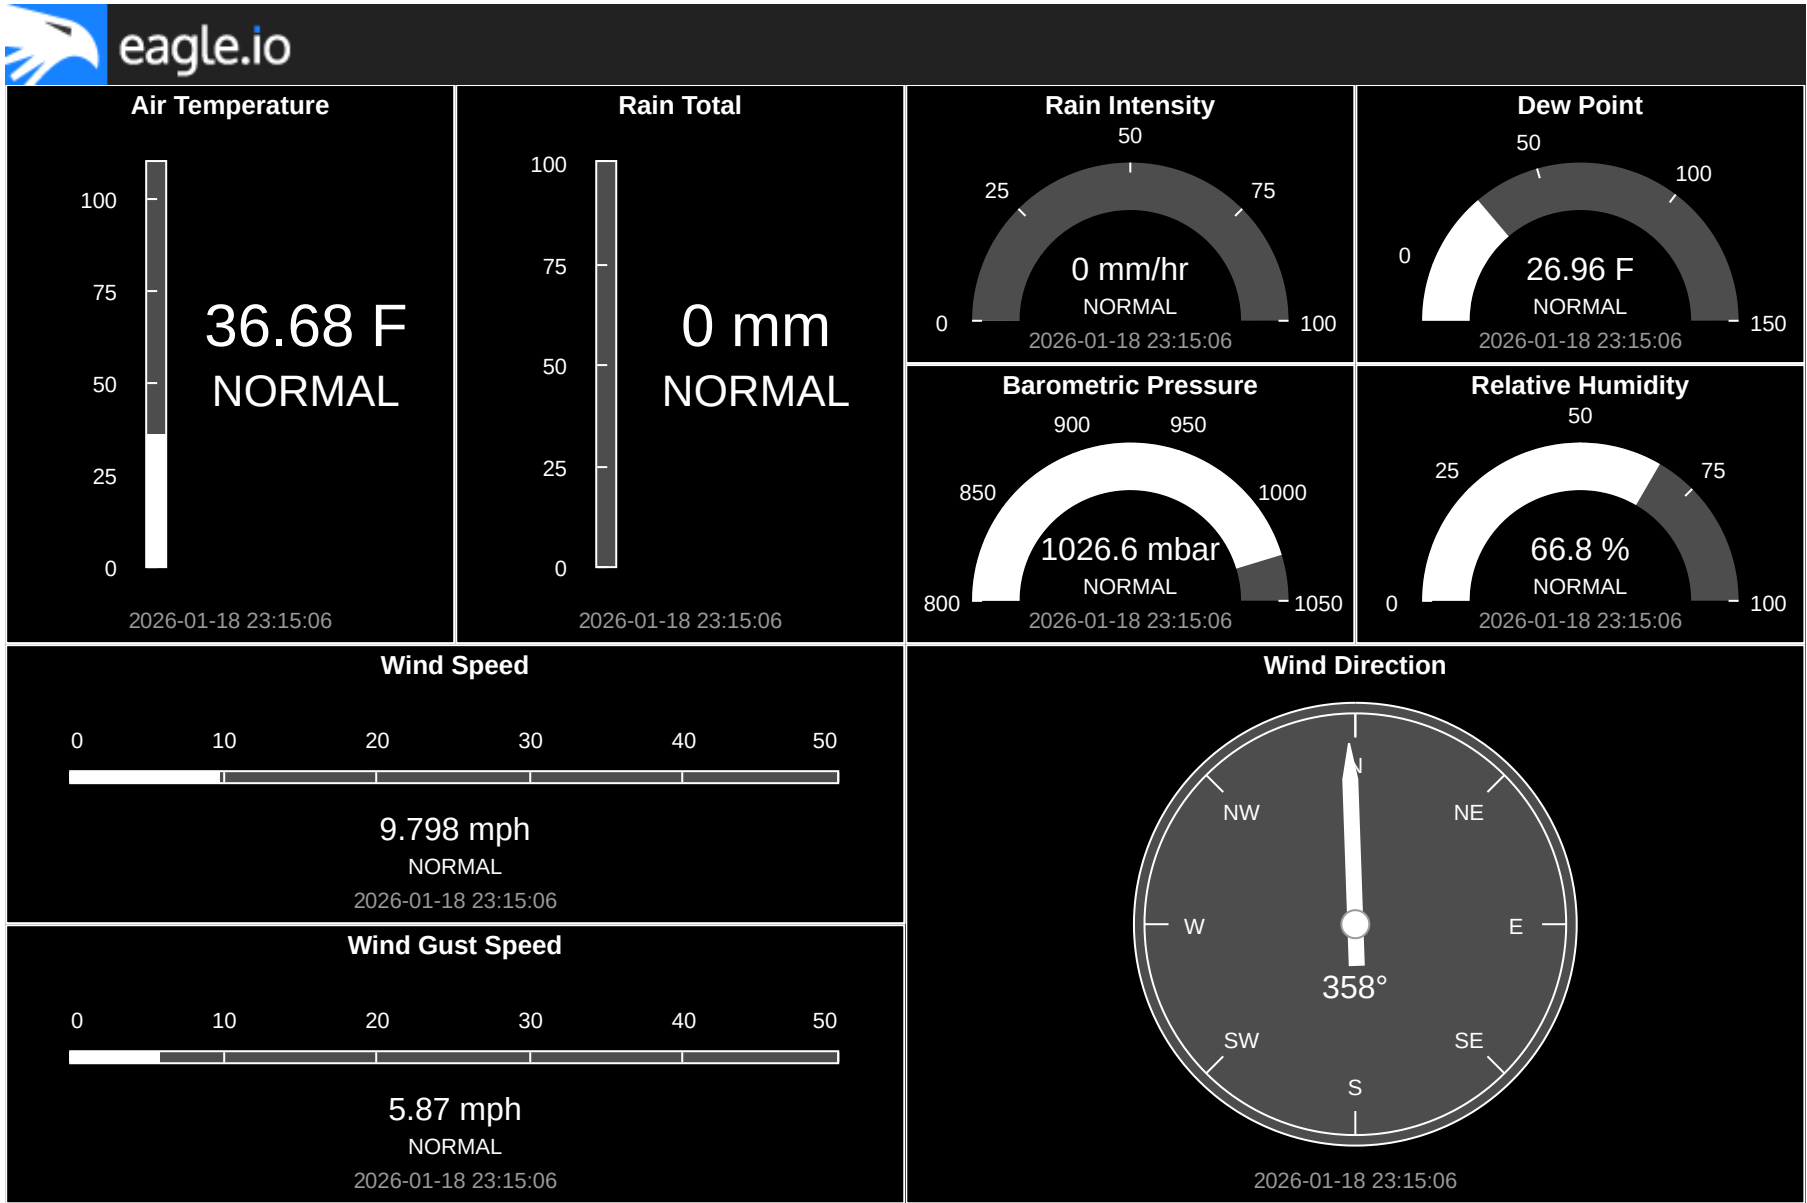 eagle.io
Air Temperature
100
75
50
25
0
36.68 F
NORMAL
2026-01-18 23:15:06
Rain Total
100
75
50
25
0
0 mm
NORMAL
2026-01-18 23:15:06
Rain Intensity
50
25
75
0
100
0 mm/hr
NORMAL
2026-01-18 23:15:06
Dew Point
50
100
0
150
26.96 F
NORMAL
2026-01-18 23:15:06
Barometric Pressure
900
950
850
1000
800
1050
1026.6 mbar
NORMAL
2026-01-18 23:15:06
Relative Humidity
50
25
75
0
100
66.8 %
NORMAL
2026-01-18 23:15:06
Wind Speed
0 10 20 30 40 50
9.798 mph
NORMAL
2026-01-18 23:15:06
Wind Gust Speed
0 10 20 30 40 50
5.87 mph
NORMAL
2026-01-18 23:15:06
Wind Direction
N
NW NE
W E
358°
SW SE
S
2026-01-18 23:15:06